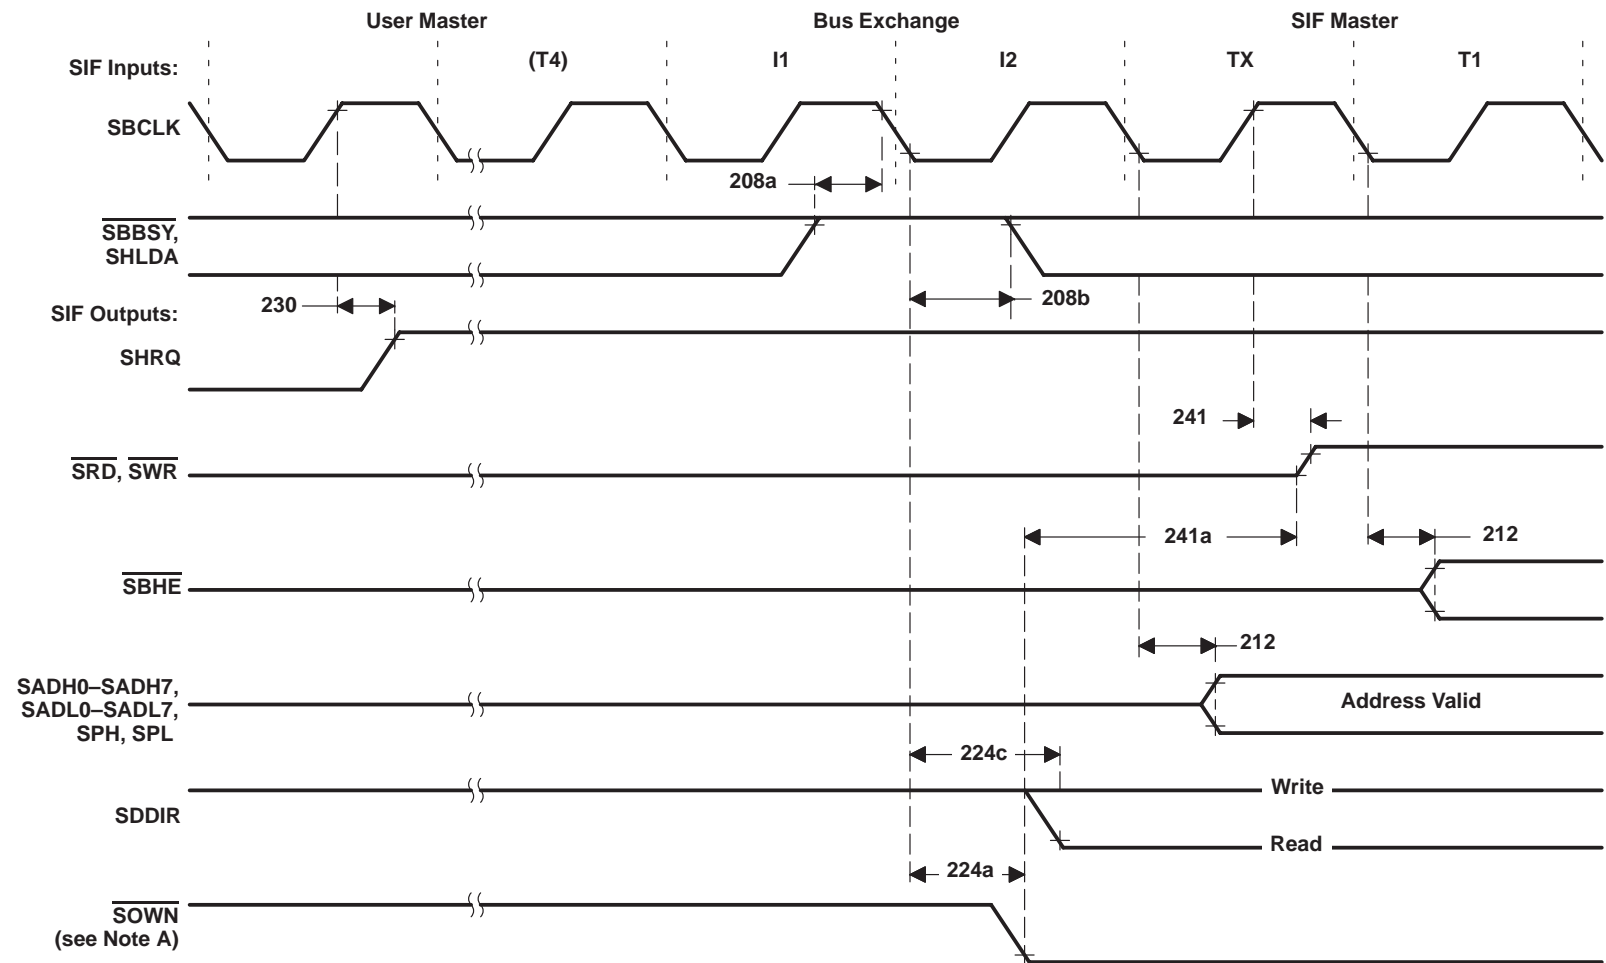 User Master
Bus Exchange
SIF Master
(T4)
I1
I2
TX
T1
SIF Inputs:
SBCLK
208a
SBBSY,
SHLDA
230
208b
SIF Outputs:
SHRQ
241
SRD, SWR
241a
212
SBHE
212
SADH0–SADH7,
SADL0–SADL7,
SPH, SPL
Address Valid
224c
Write
SDDIR
Read
224a
SOWN
(see Note A)